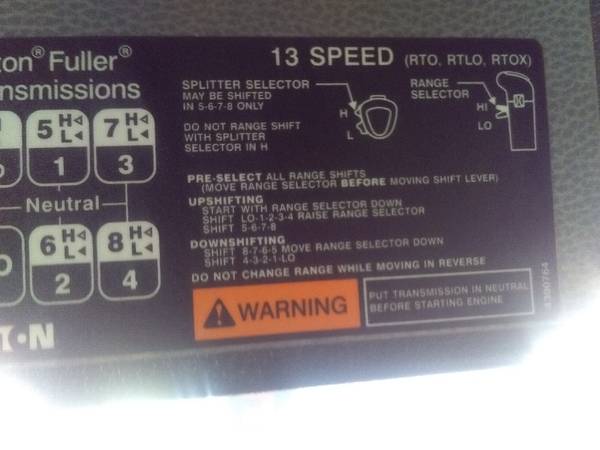 ton® Fuller®
nsmissions
13 SPEED (RTO, RTLO, RTOX)
SPLITTER SELECTOR
MAY BE SHIFTED
IN 5-6-7-8 ONLY
DO NOT RANGE SHIFT
WITH SPLITTER
SELECTOR IN H
H
L
RANGE
SELECTOR
HI
LO
5 H◁
L◀
1
7 H◁
L◀
3
Neutral
6 H◁
L◀
2
8 H◁
L◀
4
O
PRE-SELECT ALL RANGE SHIFTS
(MOVE RANGE SELECTOR BEFORE MOVING SHIFT LEVER)
UPSHIFTING
START WITH RANGE SELECTOR DOWN
SHIFT LO-1-2-3-4 RAISE RANGE SELECTOR
SHIFT 5-6-7-8
DOWNSHIFTING
SHIFT 8-7-6-5 MOVE RANGE SELECTOR DOWN
SHIFT 4-3-2-1-LO
DO NOT CHANGE RANGE WHILE MOVING IN REVERSE
WARNING
PUT TRANSMISSION IN NEUTRAL
BEFORE STARTING ENGINE
T•N